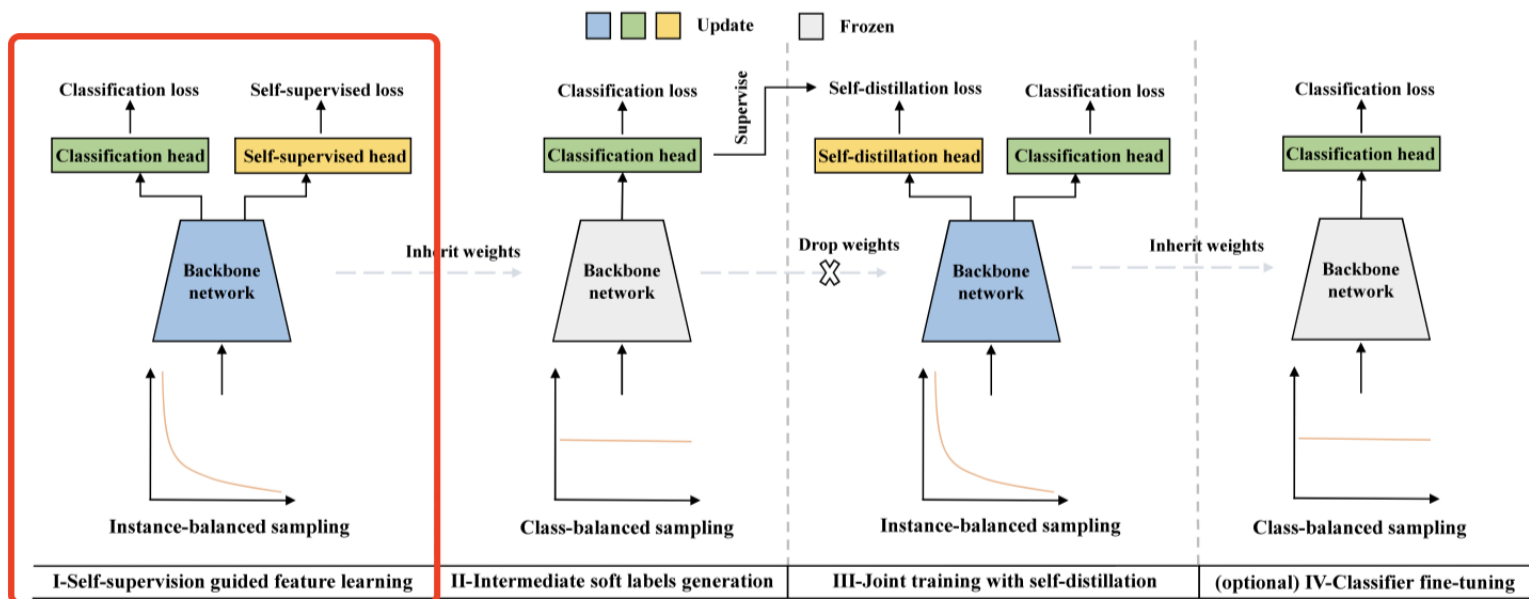 Update
Frozen
Classification loss
Self-supervised loss
Classification head
Self-supervised head
Backbone
network
Instance-balanced sampling
I-Self-supervision guided feature learning
Inherit weights
Classification loss
Classification head
Supervise
Backbone
network
Class-balanced sampling
II-Intermediate soft labels generation
Drop weights
Self-distillation loss
Classification loss
Self-distillation head
Classification head
Backbone
network
Instance-balanced sampling
III-Joint training with self-distillation
Inherit weights
Classification loss
Classification head
Backbone
network
Class-balanced sampling
(optional) IV-Classifier fine-tuning